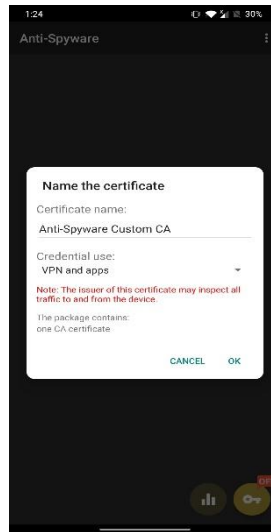 1:24
30%
Anti-Spyware
Name the certificate
Certificate name:
Anti-Spyware Custom CA
Credential use:
VPN and apps
Note: The issuer of this certificate may inspect all
traffic to and from the device.
The package contains:
one CA certificate
CANCEL OK